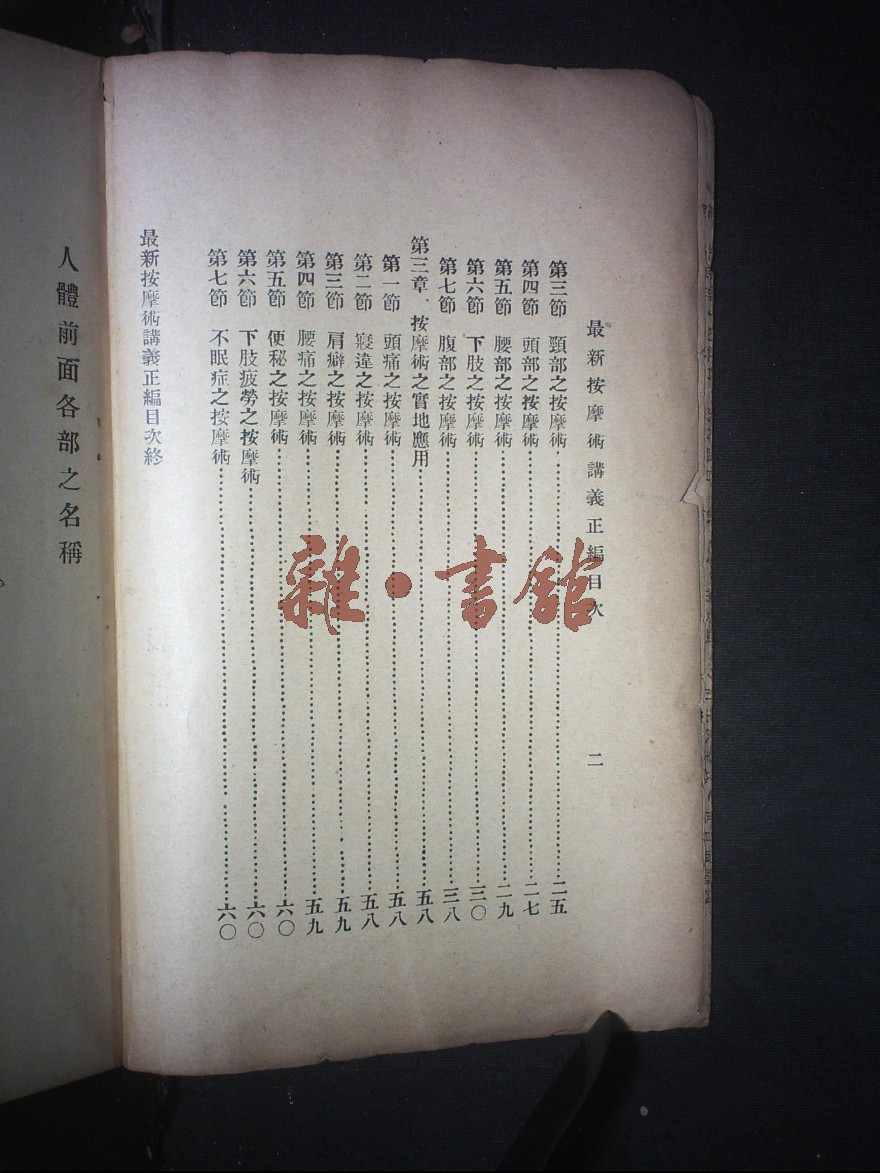 最新按摩術講義正編目次
二
第三節 頸部之按摩術……二五
第四節 頭部之按摩術……二七
第五節 腰部之按摩術……二九
第六節 下肢之按摩術……三〇
第七節 腹部之按摩術……三八
第三章、按摩術之實地應用……五八
第一節 頭痛之按摩術……五八
第二節 寢違之按摩術……五八
第三節 肩癖之按摩術……五九
第四節 腰痛之按摩術……五九
第五節 便秘之按摩術……六〇
第六節 下肢疲勞之按摩術……六〇
第七節 不眠症之按摩術……六〇
最新按摩術講義正編目次終
人體前面各部之名稱
雜·書館